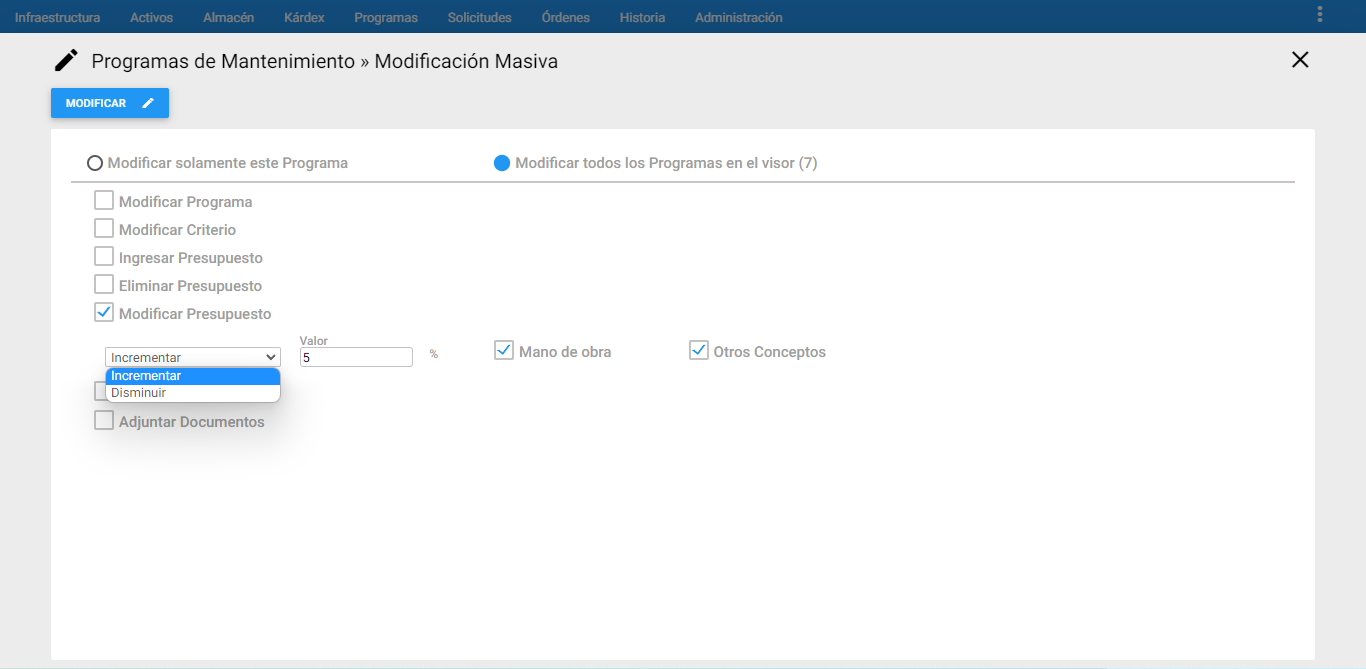 Infraestructura Activos Almacén Kárdex Programas Solicitudes Órdenes Historia Administración
Programas de Mantenimiento » Modificación Masiva
MODIFICAR
Modificar solamente este Programa Modificar todos los Programas en el visor (7)
Modificar Programa
Modificar Criterio
Ingresar Presupuesto
Eliminar Presupuesto
Modificar Presupuesto
Valor
Incrementar 5 % Mano de obra Otros Conceptos
Incrementar
Disminuir
Adjuntar Documentos